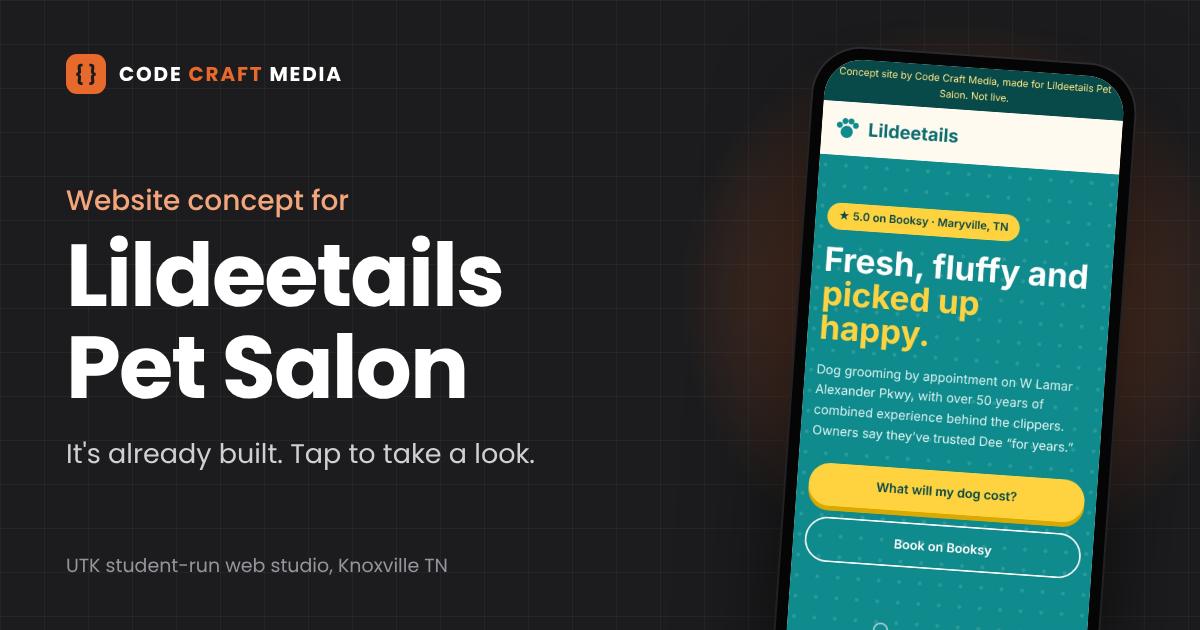 { } CODE CRAFT MEDIA
Website concept for
Lildeetails
Pet Salon
It's already built. Tap to take a look.
UTK student-run web studio, Knoxville TN
Concept site by Code Craft Media, made for Lildeetails Pet
Salon. Not live.
Lildeetails
★ 5.0 on Booksy · Maryville, TN
Fresh, fluffy and
picked up
happy.
Dog grooming by appointment on W Lamar
Alexander Pkwy, with over 50 years of
combined experience behind the clippers.
Owners say they’ve trusted Dee “for years.”
What will my dog cost?
Book on Booksy